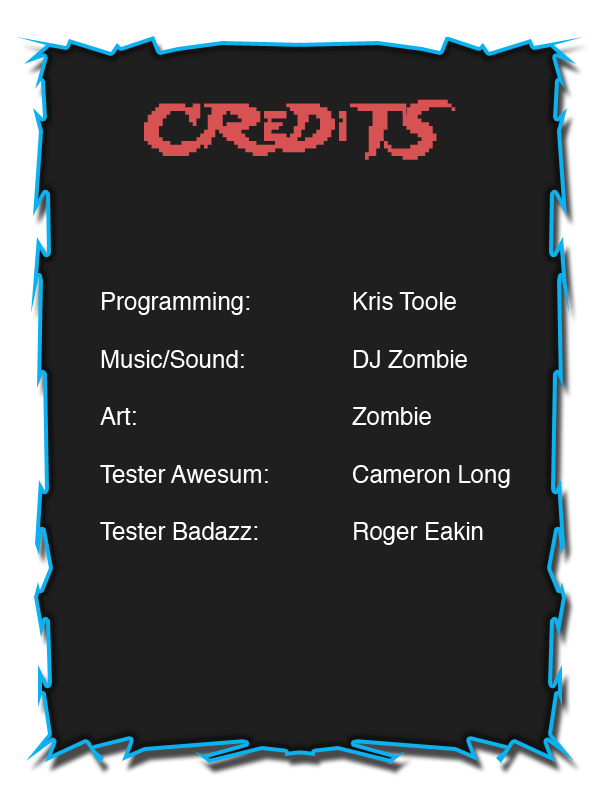 CREDiTS
Programming: Kris Toole
Music/Sound: DJ Zombie
Art: Zombie
Tester Awesum: Cameron Long
Tester Badazz: Roger Eakin